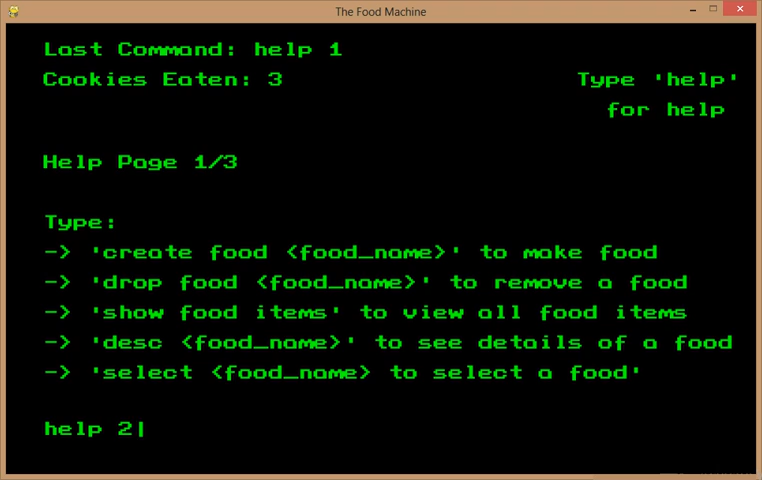 The Food Machine
Last Command: help 1
Cookies Eaten: 3
Type 'help'
for help
Help Page 1/3
Type:
-> 'create food <food_name>' to make food
-> 'drop food <food_name>' to remove a food
-> 'show food items' to view all food items
-> 'desc <food_name>' to see details of a food
-> 'select <food_name> to select a food'
help 2|